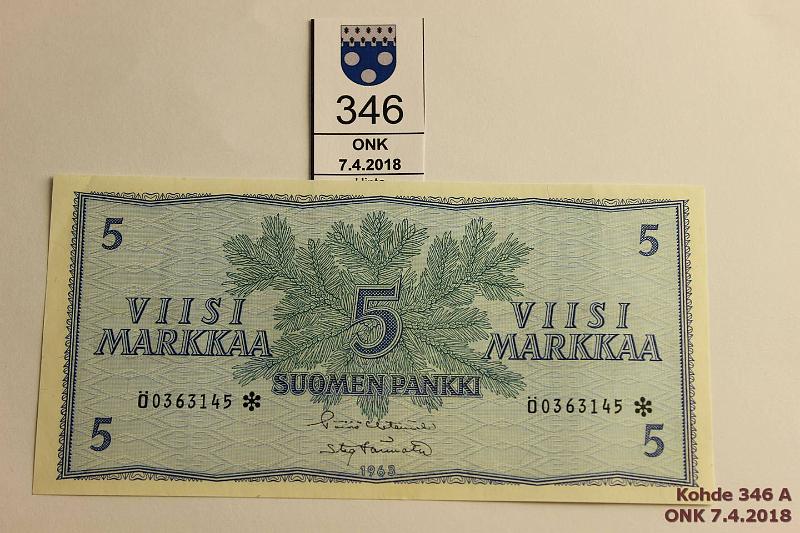 346
ONK
7.4.2018
Hinta
5 5
5
VIISI VIISI
MARKKAA MARKKAA
SUOMEN PANKKI
Ö0363145 * Ö0363145 *
5 5
1963
Kohde 346 A
ONK 7.4.2018